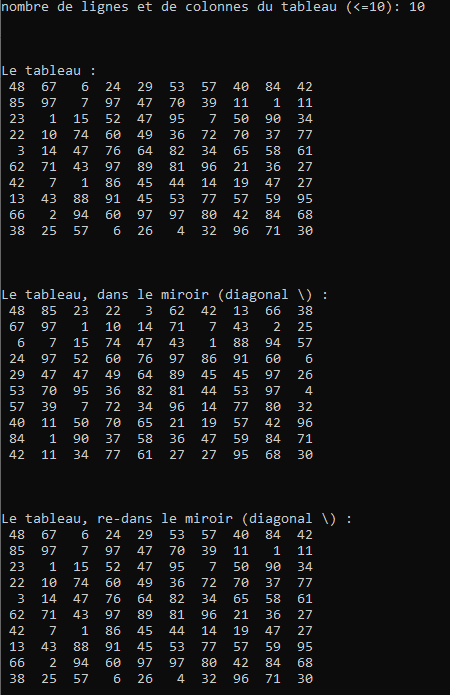 nombre de lignes et de colonnes du tableau (<=10): 10
Le tableau :
48 67 6 24 29 53 57 40 84 42
85 97 7 97 47 70 39 11 1 11
23 1 15 52 47 95 7 50 90 34
22 10 74 60 49 36 72 70 37 77
3 14 47 76 64 82 34 65 58 61
62 71 43 97 89 81 96 21 36 27
42 7 1 86 45 44 14 19 47 27
13 43 88 91 45 53 77 57 59 95
66 2 94 60 97 97 80 42 84 68
38 25 57 6 26 4 32 96 71 30
Le tableau, dans le miroir (diagonal \) :
48 85 23 22 3 62 42 13 66 38
67 97 1 10 14 71 7 43 2 25
6 7 15 74 47 43 1 88 94 57
24 97 52 60 76 97 86 91 60 6
29 47 47 49 64 89 45 45 97 26
53 70 95 36 82 81 44 53 97 4
57 39 7 72 34 96 14 77 80 32
40 11 50 70 65 21 19 57 42 96
84 1 90 37 58 36 47 59 84 71
42 11 34 77 61 27 27 95 68 30
Le tableau, re-dans le miroir (diagonal \) :
48 67 6 24 29 53 57 40 84 42
85 97 7 97 47 70 39 11 1 11
23 1 15 52 47 95 7 50 90 34
22 10 74 60 49 36 72 70 37 77
3 14 47 76 64 82 34 65 58 61
62 71 43 97 89 81 96 21 36 27
42 7 1 86 45 44 14 19 47 27
13 43 88 91 45 53 77 57 59 95
66 2 94 60 97 97 80 42 84 68
38 25 57 6 26 4 32 96 71 30